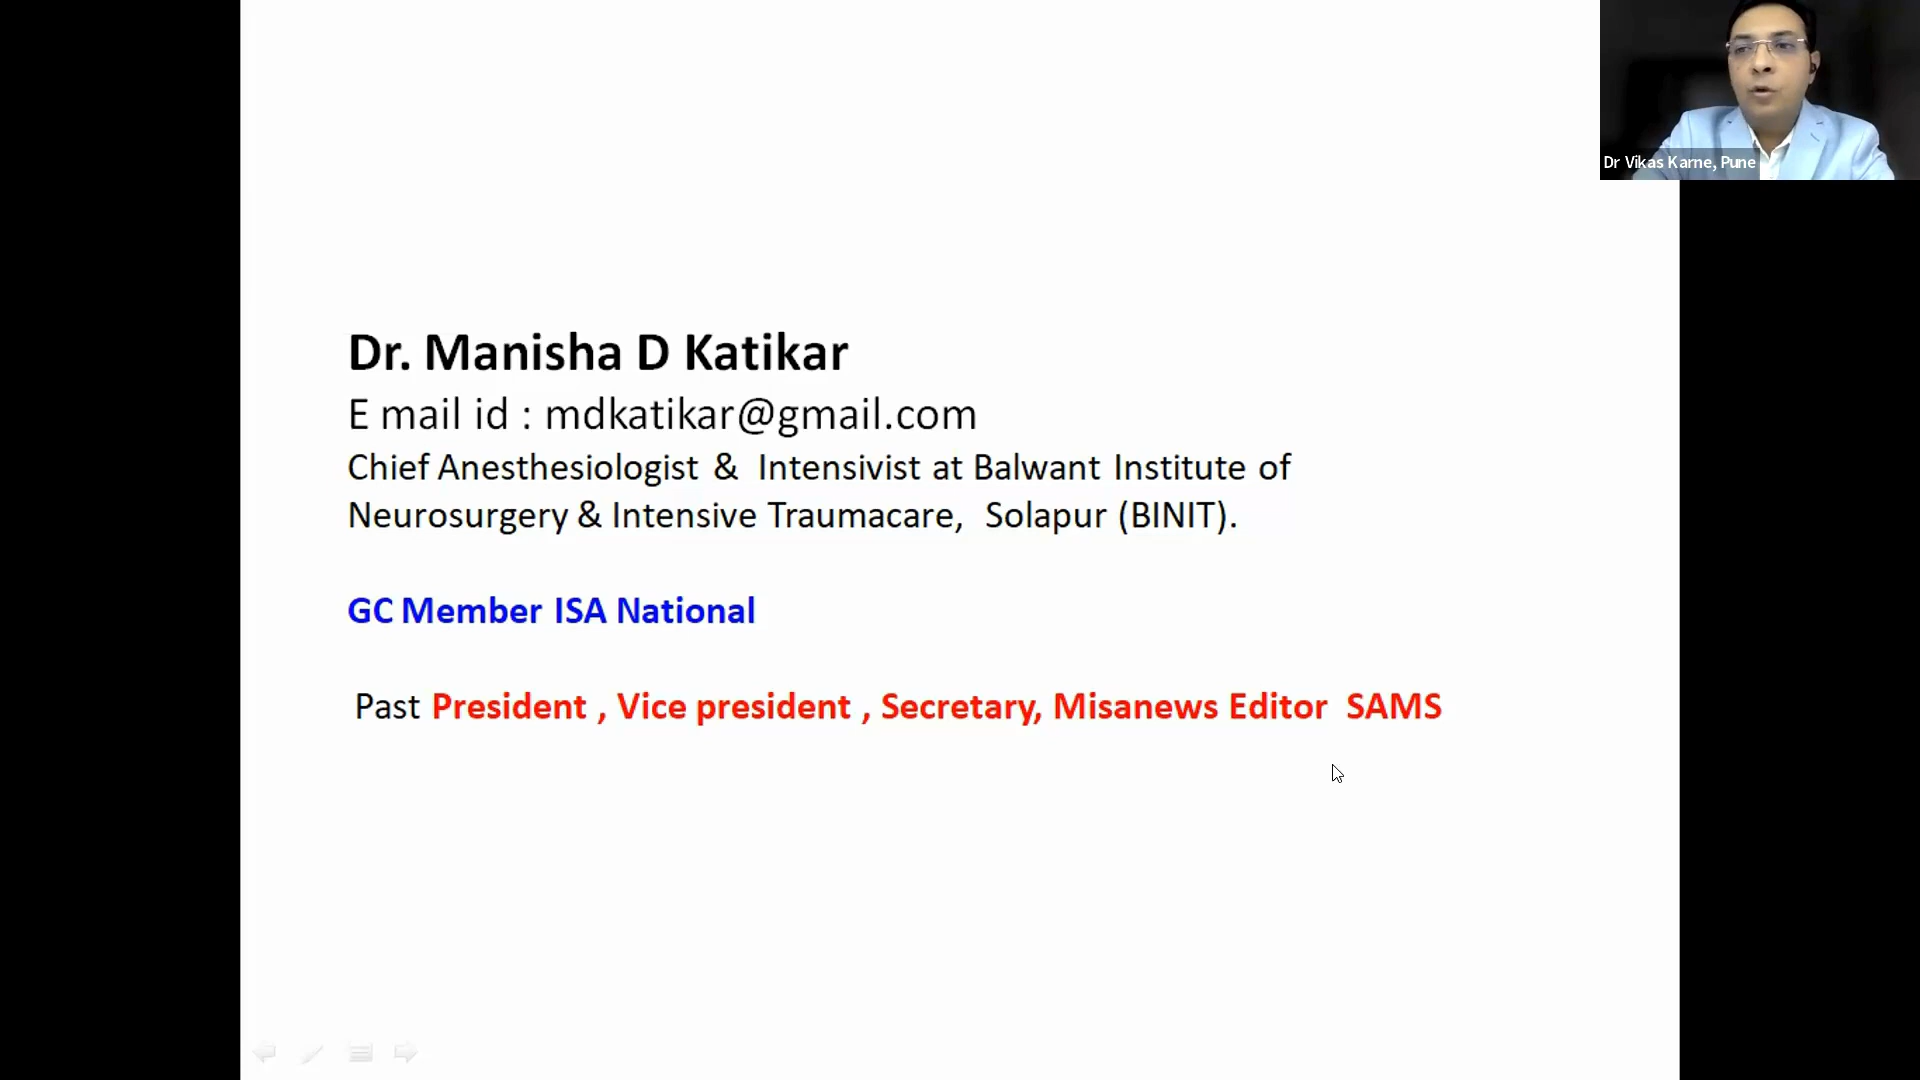 Dr Vikas Karne, Pune
Dr. Manisha D Katikar
E mail id : mdkatikar@gmail.com
Chief Anesthesiologist & Intensivist at Balwant Institute of
Neurosurgery & Intensive Traumacare, Solapur (BINIT).
GC Member ISA National
Past President , Vice president , Secretary, Misanews Editor SAMS